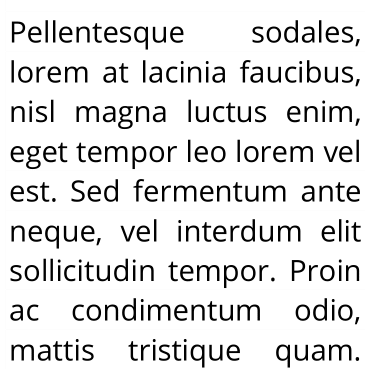 Pellentesque sodales,
lorem at lacinia faucibus,
nisl magna luctus enim,
eget tempor leo lorem vel
est. Sed fermentum ante
neque, vel interdum elit
sollicitudin tempor. Proin
ac condimentum odio,
mattis tristique quam.